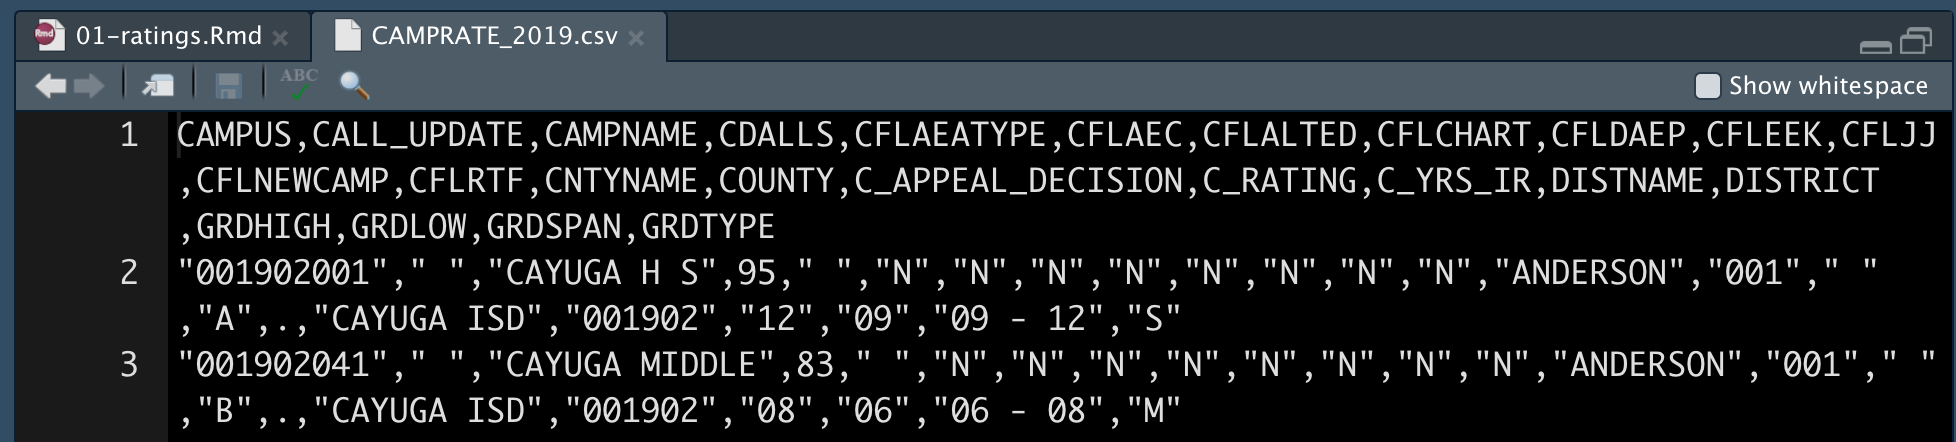 01-ratings.Rmd
CAMPRATE_2019.csv
ABC
Show whitespace
1 CAMPUS,CALL_UPDATE,CAMPNAME,CDALLS,CFLAEATYPE,CFLAEC,CFLALTED,CFLCHART,CFLDAEP,CFLEEK,CFLJJ
,CFLNEWCAMP,CFLRTF,CNTYNAME,COUNTY,C_APPEAL_DECISION,C_RATING,C_YRS_IR,DISTNAME,DISTRICT
,GRDHIGH,GRDLOW,GRDSPAN,GRDTYPE
2 "001902001"," ","CAYUGA H S",95," ","N","N","N","N","N","N","N","N","ANDERSON","001"," "
,"A",.,"CAYUGA ISD","001902","12","09","09 - 12","S"
3 "001902041"," ","CAYUGA MIDDLE",83," ","N","N","N","N","N","N","N","N","ANDERSON","001"," "
,"B",.,"CAYUGA ISD","001902","08","06","06 - 08","M"